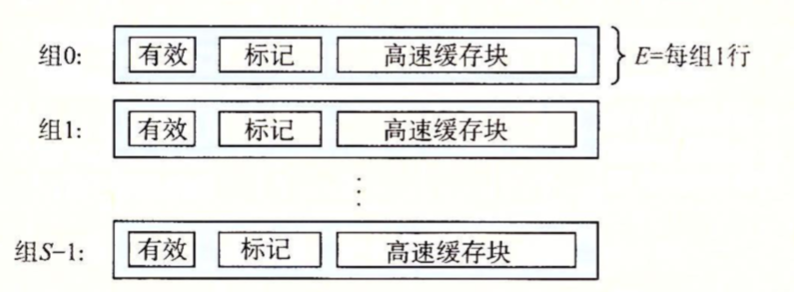 组0: 有效 标记 高速缓存块 E=每组1行
组1: 有效 标记 高速缓存块
⋮
组S-1: 有效 标记 高速缓存块